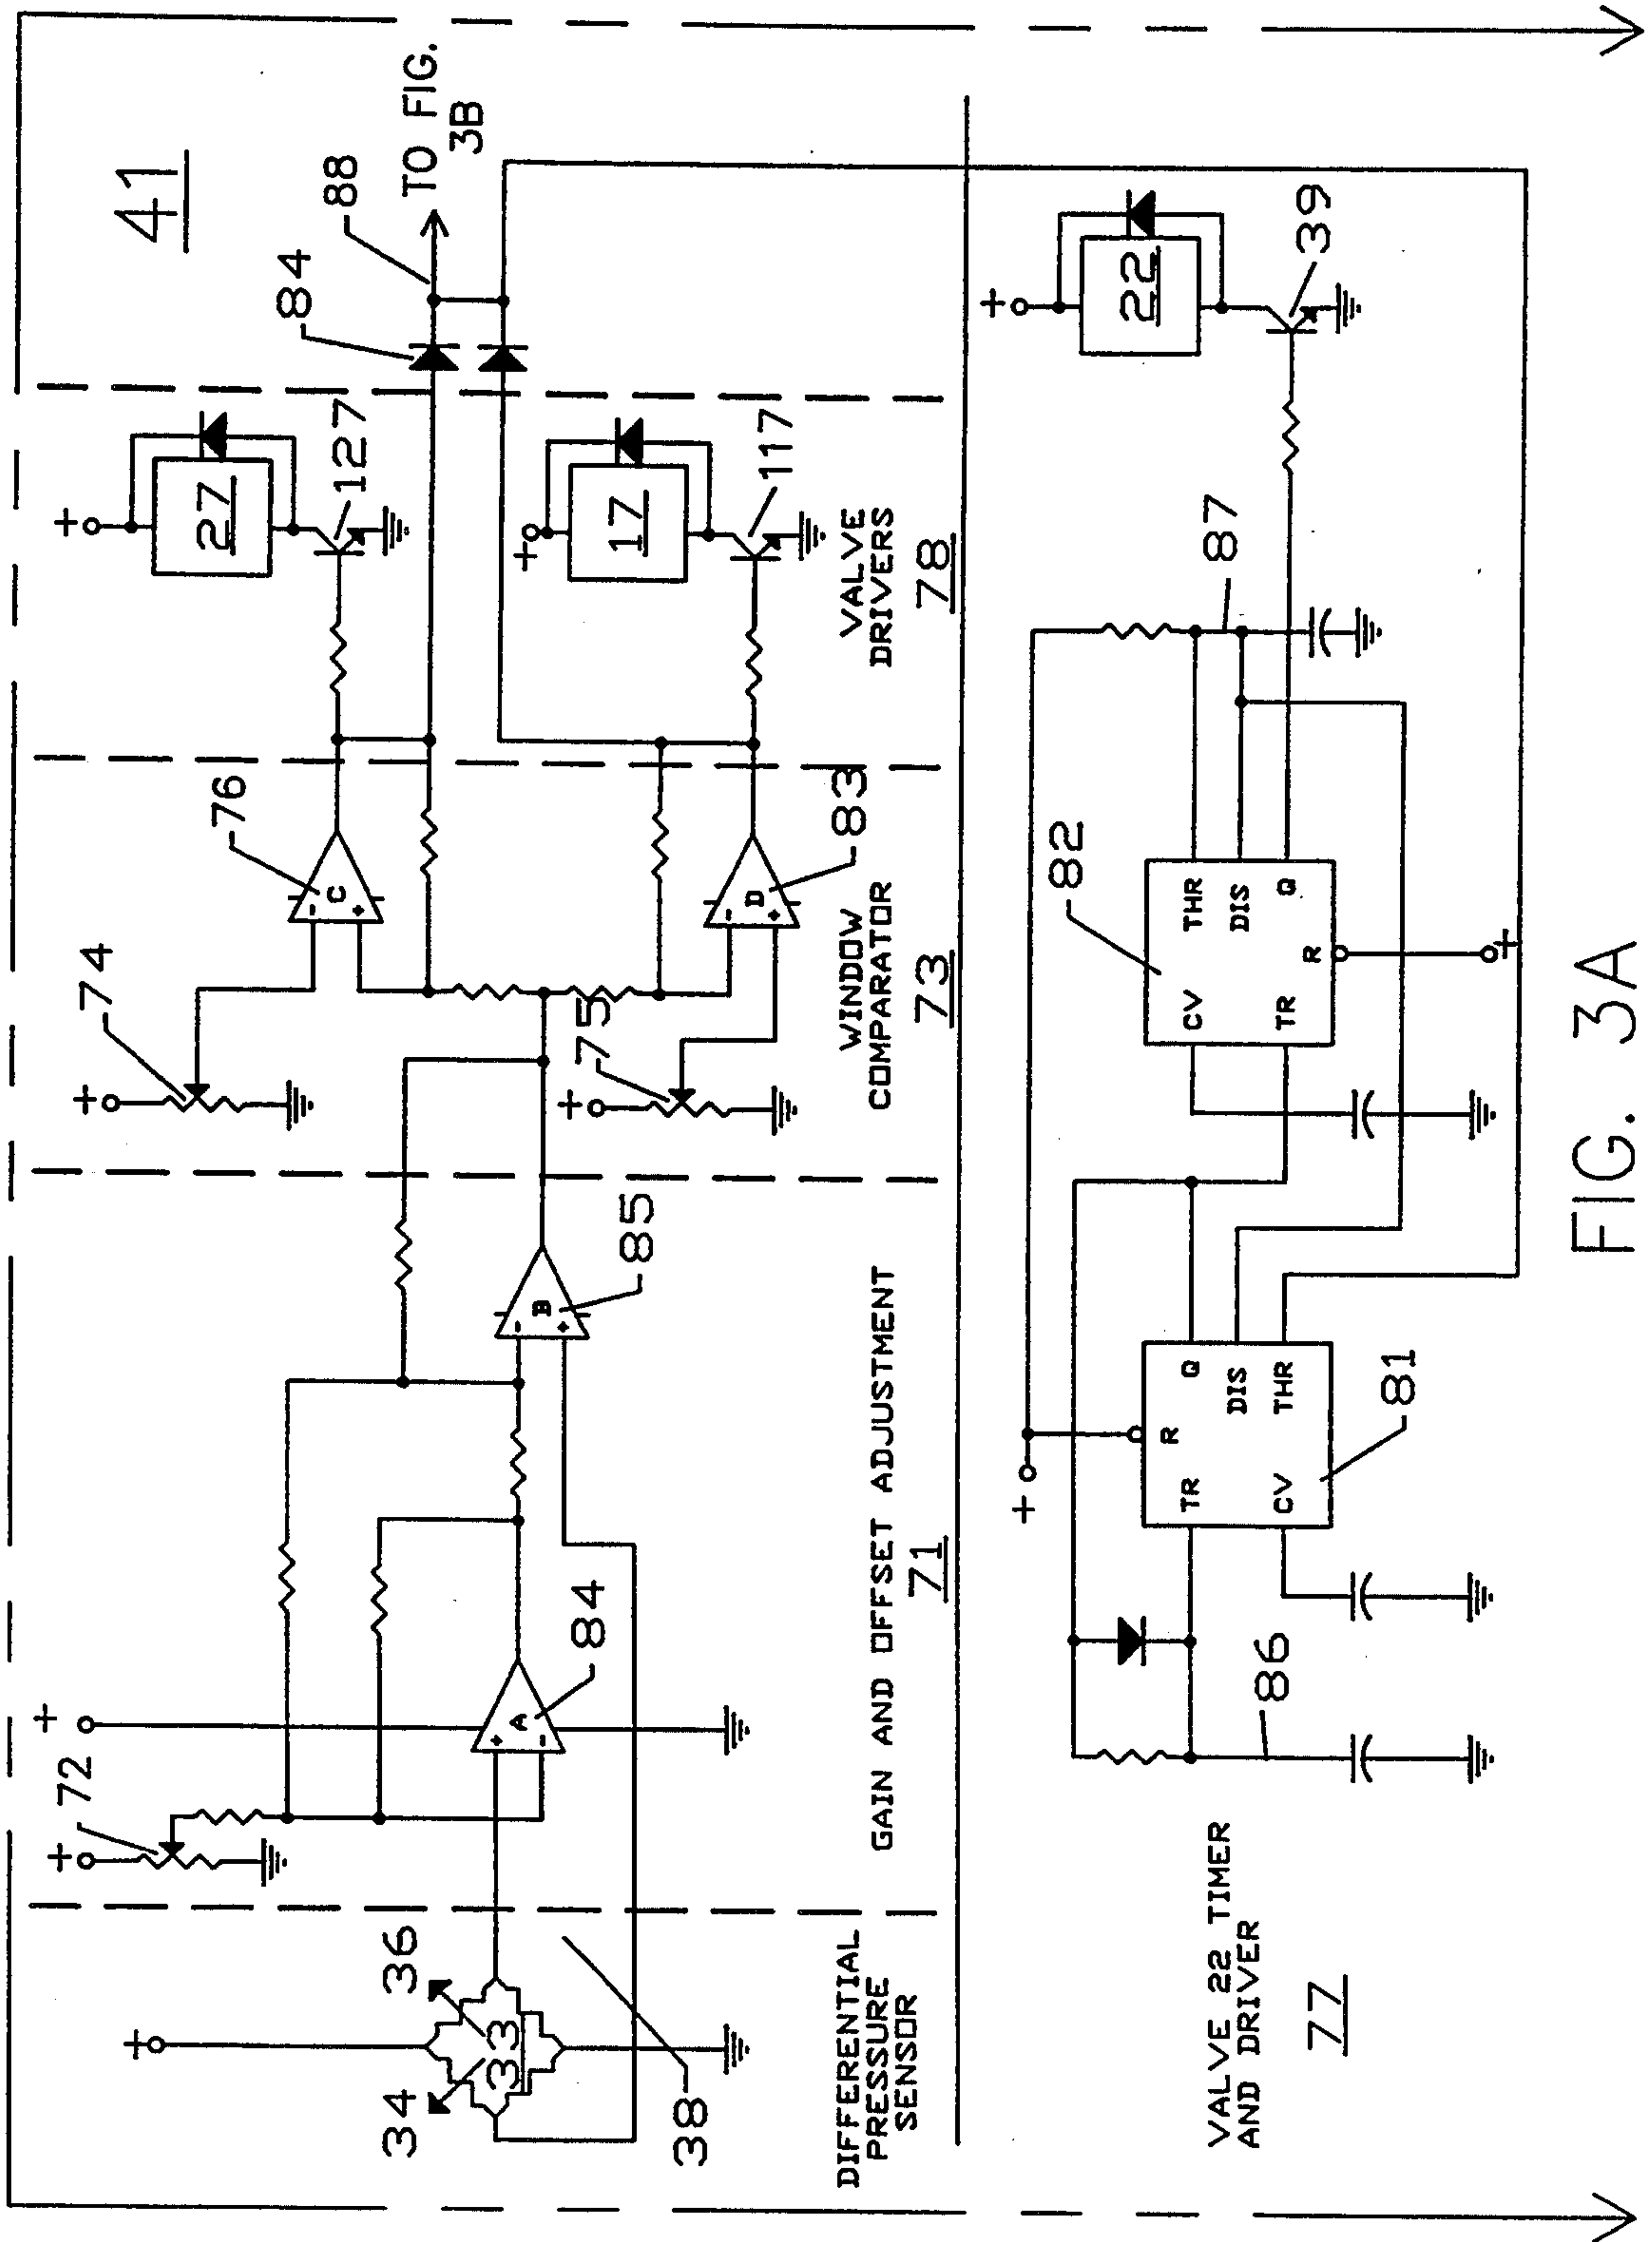 41
72
+
+
74
+
+
27
127
84
88
TO FIG.
3B
34
36
33
38
+
-
A
84
-
+
B
85
75
+
-
+
C
76
-
+
D
83
+
17
117
DIFFERENTIAL
PRESSURE
SENSOR
GAIN AND OFFSET ADJUSTMENT
71
WINDOW
COMPARATOR
73
VALVE
DRIVERS
78
VALVE 22 TIMER
AND DRIVER
77
86
+
TR
R
Q
DIS
CV
THR
81
82
CV
THR
DIS
TR
R
Q
+
87
+
22
39
FIG. 3A